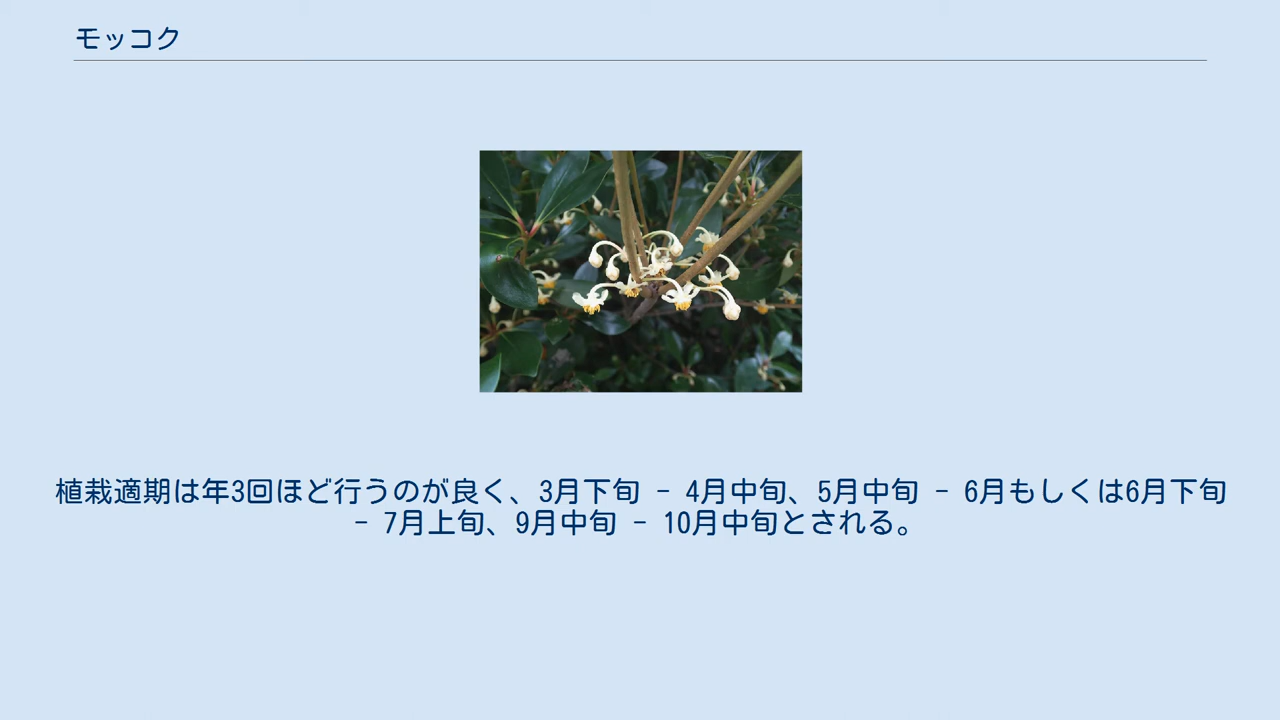 モッコク
植栽適期は年3回ほど行うのが良く、3月下旬 － 4月中旬、5月中旬 － 6月もしくは6月下旬
－ 7月上旬、9月中旬 － 10月中旬とされる。